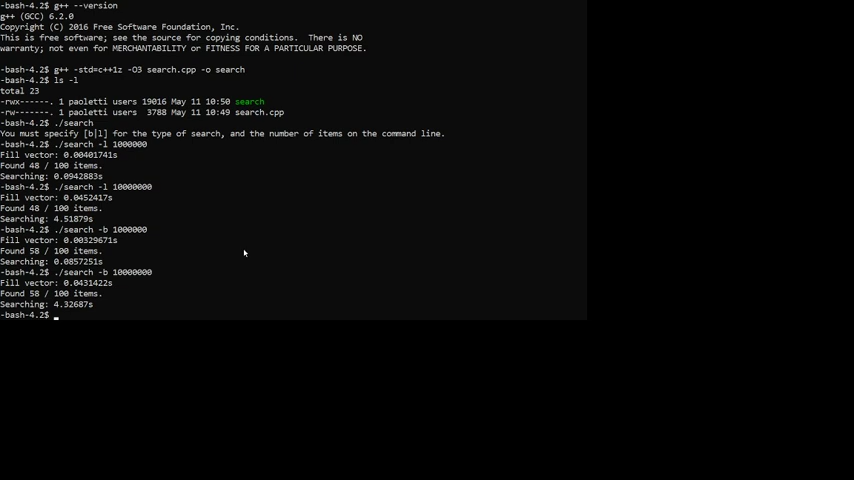 -bash-4.2$ g++ --version
g++ (GCC) 6.2.0
Copyright (C) 2016 Free Software Foundation, Inc.
This is free software; see the source for copying conditions.  There is NO
warranty; not even for MERCHANTABILITY or FITNESS FOR A PARTICULAR PURPOSE.
-bash-4.2$ g++ -std=c++1z -O3 search.cpp -o search
-bash-4.2$ ls -l
total 23
-rwx------. 1 paoletti users 19016 May 11 10:50 search
-rw-------. 1 paoletti users  3788 May 11 10:49 search.cpp
-bash-4.2$ ./search
You must specify [b|l] for the type of search, and the number of items on the command line.
-bash-4.2$ ./search -l 1000000
Fill vector: 0.00401741s
Found 48 / 100 items.
Searching: 0.0942883s
-bash-4.2$ ./search -l 10000000
Fill vector: 0.0452417s
Found 48 / 100 items.
Searching: 4.51879s
-bash-4.2$ ./search -b 1000000
Fill vector: 0.00329671s
Found 58 / 100 items.
Searching: 0.0857251s
-bash-4.2$ ./search -b 10000000
Fill vector: 0.0431422s
Found 58 / 100 items.
Searching: 4.32687s
-bash-4.2$